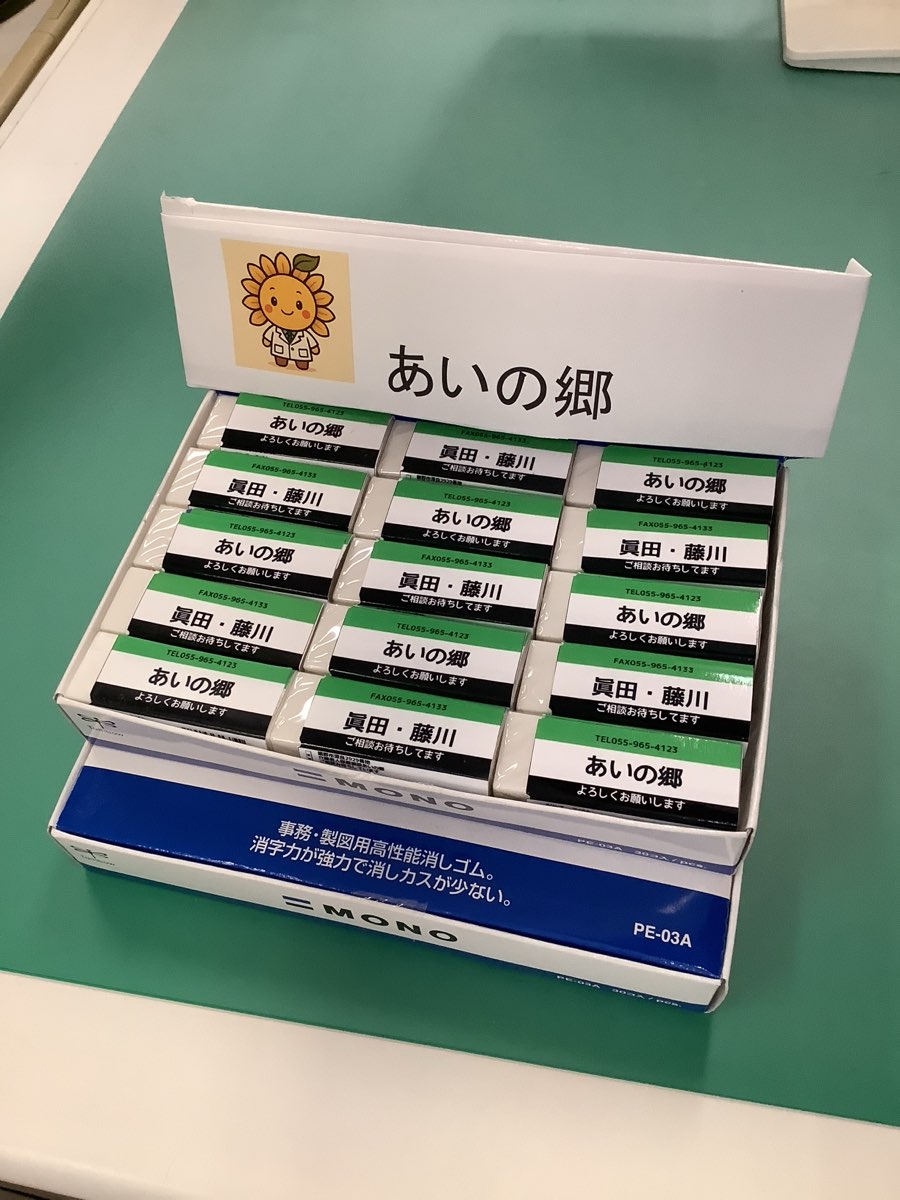 あいの郷
TEL055-965-4123
あいの郷
よろしくお願いします
眞田・藤川
ご相談お待ちしてます
TEL055-965-4123
あいの郷
よろしくお願いします
FAX055-965-4133
眞田・藤川
ご相談お待ちしてます
TEL055-965-4123
あいの郷
よろしくお願いします
FAX055-965-4133
眞田・藤川
ご相談お待ちしてます
TEL055-965-4123
あいの郷
よろしくお願いします
FAX055-965-4133
眞田・藤川
ご相談お待ちしてます
TEL055-965-4123
あいの郷
よろしくお願いします
FAX055-965-4133
眞田・藤川
ご相談お待ちしてます
TEL055-965-4123
あいの郷
よろしくお願いします
FAX055-965-4133
眞田・藤川
ご相談お待ちしてます
TEL055-965-4123
あいの郷
よろしくお願いします
FAX055-965-4133
眞田・藤川
ご相談お待ちしてます
TEL055-965-4123
あいの郷
よろしくお願いします
MONO
PE-03A 30コ入/pcs.
事務・製図用高性能消しゴム。
消字力が強力で消しカスが少ない。
PE-03A
Tombow
MONO
PE-03A 30コ入/pcs.